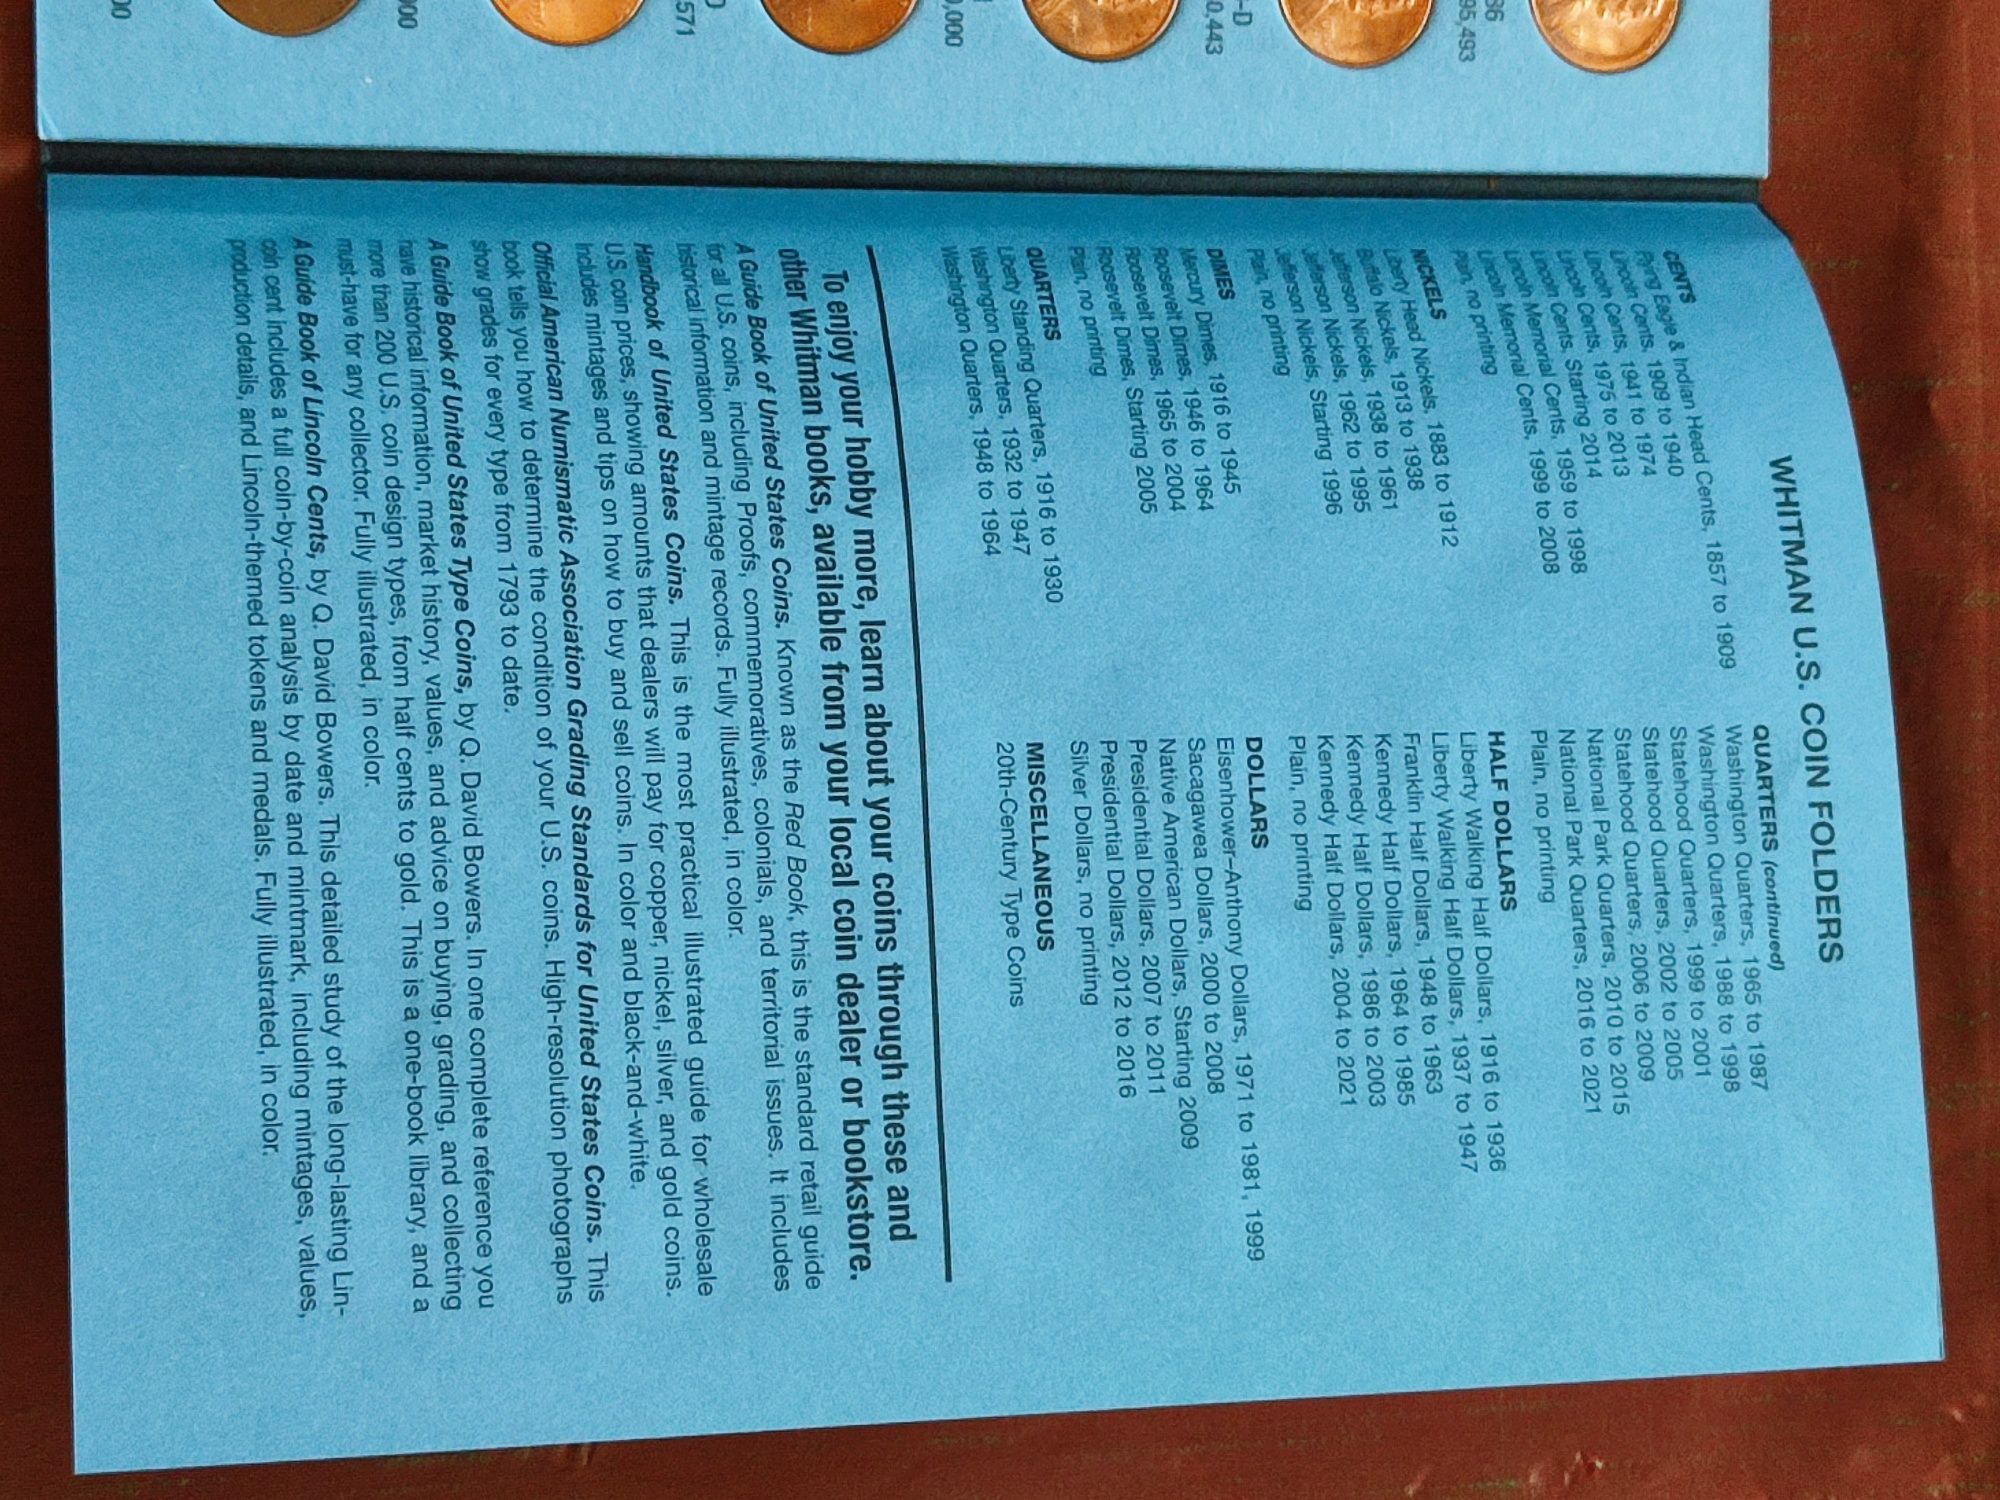 WHITMAN U.S. COIN FOLDERS
CENTS
Flying Eagle & Indian Head Cents, 1857 to 1909
Lincoln Cents, 1909 to 1940
Lincoln Cents, 1941 to 1974
Lincoln Cents, 1975 to 2013
Lincoln Cents, Starting 2014
Lincoln Memorial Cents, 1959 to 1998
Lincoln Memorial Cents, 1999 to 2008
Plain, no printing
NICKELS
Liberty Head Nickels, 1883 to 1912
Buffalo Nickels, 1913 to 1938
Jefferson Nickels, 1938 to 1961
Jefferson Nickels, 1962 to 1995
Jefferson Nickels, Starting 1996
Plain, no printing
DIMES
Mercury Dimes, 1916 to 1945
Roosevelt Dimes, 1946 to 1964
Roosevelt Dimes, 1965 to 2004
Roosevelt Dimes, Starting 2005
Plain, no printing
QUARTERS
Liberty Standing Quarters, 1916 to 1930
Washington Quarters, 1932 to 1947
Washington Quarters, 1948 to 1964
QUARTERS (continued)
Washington Quarters, 1965 to 1987
Washington Quarters, 1988 to 1998
Statehood Quarters, 1999 to 2001
Statehood Quarters, 2002 to 2005
Statehood Quarters, 2006 to 2009
National Park Quarters, 2010 to 2015
National Park Quarters, 2016 to 2021
Plain, no printing
HALF DOLLARS
Liberty Walking Half Dollars, 1916 to 1936
Liberty Walking Half Dollars, 1937 to 1947
Franklin Half Dollars, 1948 to 1963
Kennedy Half Dollars, 1964 to 1985
Kennedy Half Dollars, 1986 to 2003
Kennedy Half Dollars, 2004 to 2021
Plain, no printing
DOLLARS
Eisenhower–Anthony Dollars, 1971 to 1981, 1999
Sacagawea Dollars, 2000 to 2008
Native American Dollars, Starting 2009
Presidential Dollars, 2007 to 2011
Presidential Dollars, 2012 to 2016
Silver Dollars, no printing
MISCELLANEOUS
20th-Century Type Coins
To enjoy your hobby more, learn about your coins through these and
other Whitman books, available from your local coin dealer or bookstore.
A Guide Book of United States Coins. Known as the Red Book, this is the standard retail guide
for all U.S. coins, including Proofs, commemoratives, colonials, and territorial issues. It includes
historical information and mintage records. Fully illustrated, in color.
Handbook of United States Coins. This is the most practical illustrated guide for wholesale
U.S. coin prices, showing amounts that dealers will pay for copper, nickel, silver, and gold coins.
Includes mintages and tips on how to buy and sell coins. In color and black-and-white.
Official American Numismatic Association Grading Standards for United States Coins. This
book tells you how to determine the condition of your U.S. coins. High-resolution photographs
show grades for every type from 1793 to date.
A Guide Book of United States Type Coins, by Q. David Bowers. In one complete reference you
have historical information, market history, values, and advice on buying, grading, and collecting
more than 200 U.S. coin design types, from half cents to gold. This is a one-book library, and a
must-have for any collector. Fully illustrated, in color.
A Guide Book of Lincoln Cents, by Q. David Bowers. This detailed study of the long-lasting Lin-
coln cent includes a full coin-by-coin analysis by date and mintmark, including mintages, values,
production details, and Lincoln-themed tokens and medals. Fully illustrated, in color.
36
95,493
-D
0,443
0,000
D
571
00
00